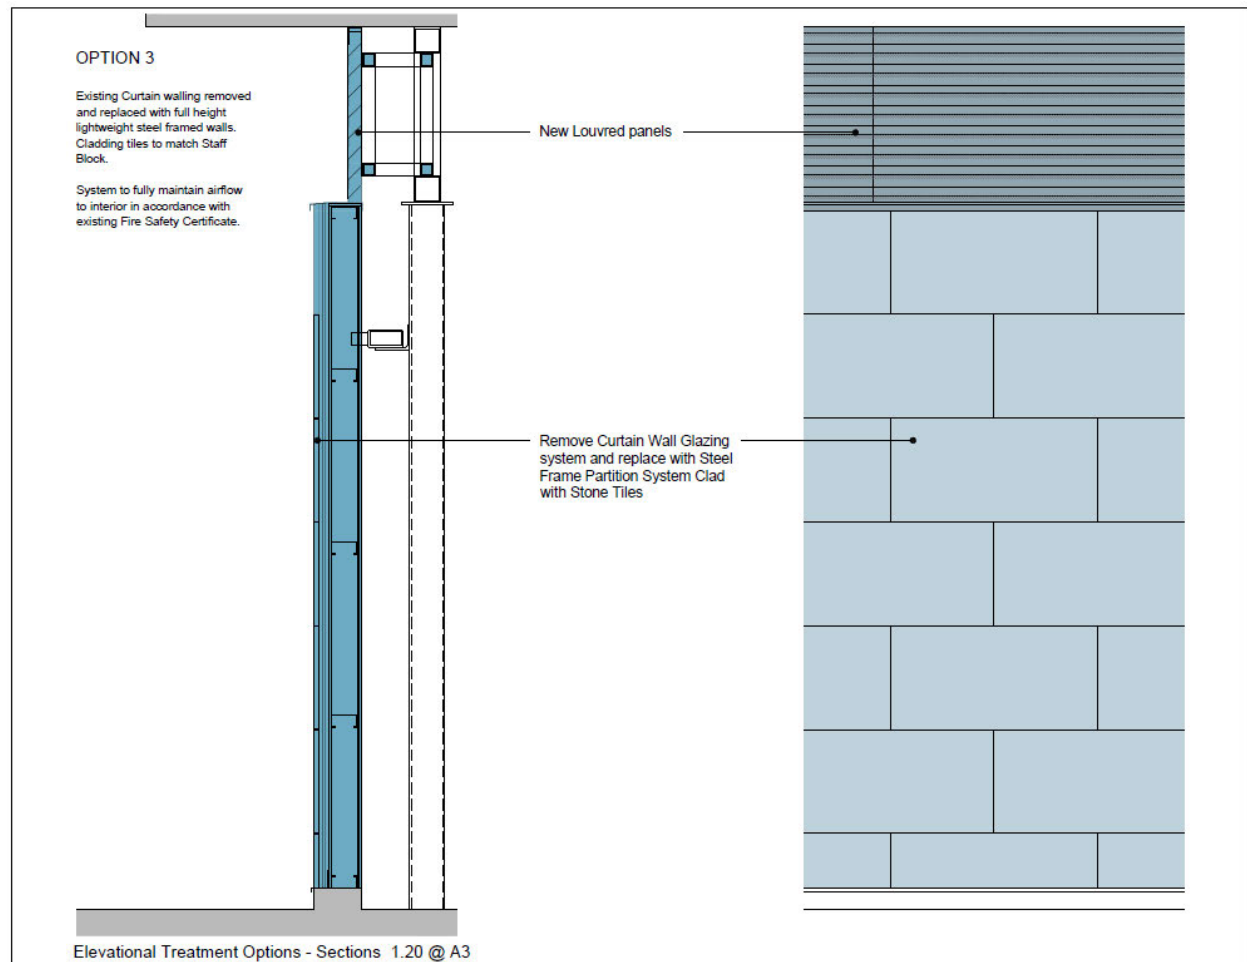 OPTION 3
Existing Curtain walling removed
and replaced with full height
lightweight steel framed walls.
Cladding tiles to match Staff
Block.
System to fully maintain airflow
to interior in accordance with
existing Fire Safety Certificate.
New Louvred panels
Remove Curtain Wall Glazing
system and replace with Steel
Frame Partition System Clad
with Stone Tiles
Elevational Treatment Options - Sections 1.20 @ A3